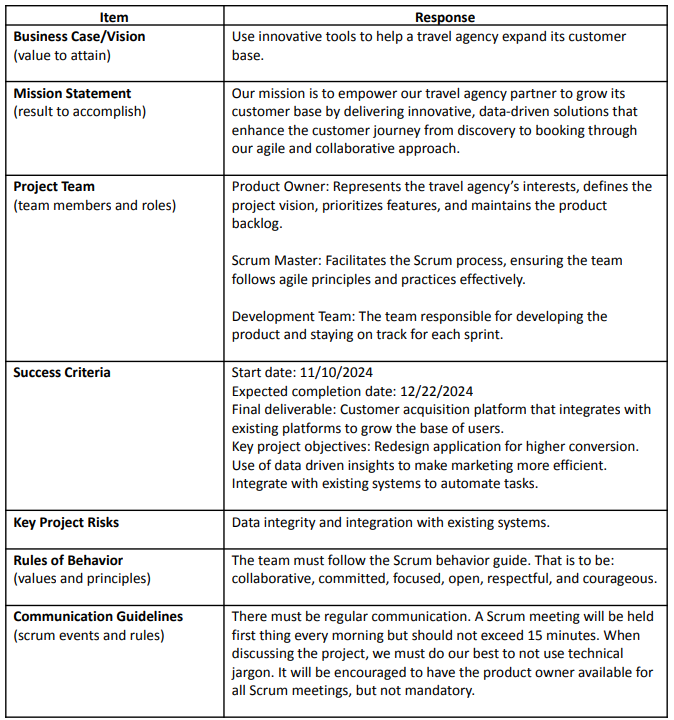 Item Response
Business Case/Vision
(value to attain)
Use innovative tools to help a travel agency expand its customer
base.
Mission Statement
(result to accomplish)
Our mission is to empower our travel agency partner to grow its
customer base by delivering innovative, data-driven solutions that
enhance the customer journey from discovery to booking through
our agile and collaborative approach.
Project Team
(team members and roles)
Product Owner: Represents the travel agency’s interests, defines the
project vision, prioritizes features, and maintains the product
backlog.
Scrum Master: Facilitates the Scrum process, ensuring the team
follows agile principles and practices effectively.
Development Team: The team responsible for developing the
product and staying on track for each sprint.
Success Criteria
Start date: 11/10/2024
Expected completion date: 12/22/2024
Final deliverable: Customer acquisition platform that integrates with
existing platforms to grow the base of users.
Key project objectives: Redesign application for higher conversion.
Use of data driven insights to make marketing more efficient.
Integrate with existing systems to automate tasks.
Key Project Risks
Data integrity and integration with existing systems.
Rules of Behavior
(values and principles)
The team must follow the Scrum behavior guide. That is to be:
collaborative, committed, focused, open, respectful, and courageous.
Communication Guidelines
(scrum events and rules)
There must be regular communication. A Scrum meeting will be held
first thing every morning but should not exceed 15 minutes. When
discussing the project, we must do our best to not use technical
jargon. It will be encouraged to have the product owner available for
all Scrum meetings, but not mandatory.